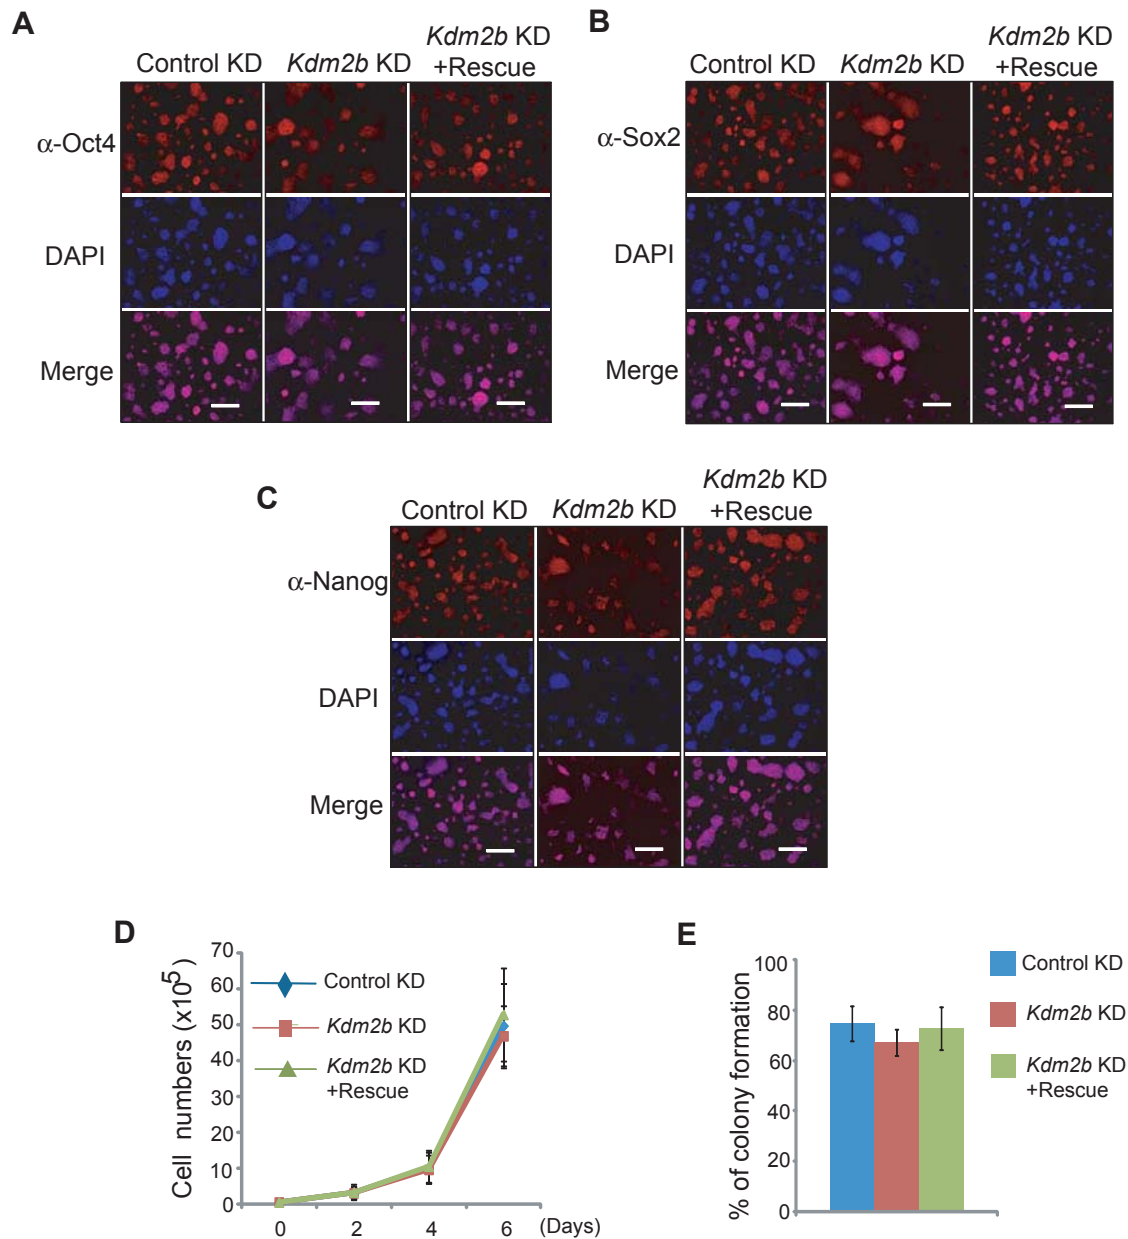 A
Control KD
Kdm2b KD
Kdm2b KD
+Rescue
α-Oct4
DAPI
Merge
B
Control KD
Kdm2b KD
Kdm2b KD
+Rescue
α-Sox2
DAPI
Merge
C
Control KD
Kdm2b KD
Kdm2b KD
+Rescue
α-Nanog
DAPI
Merge
D
Cell numbers (x10⁵)
70
60
50
40
30
20
10
0
0 2 4 6 (Days)
Control KD
Kdm2b KD
Kdm2b KD
+Rescue
E
% of colony formation
100
80
60
40
20
0
Control KD
Kdm2b KD
Kdm2b KD
+Rescue